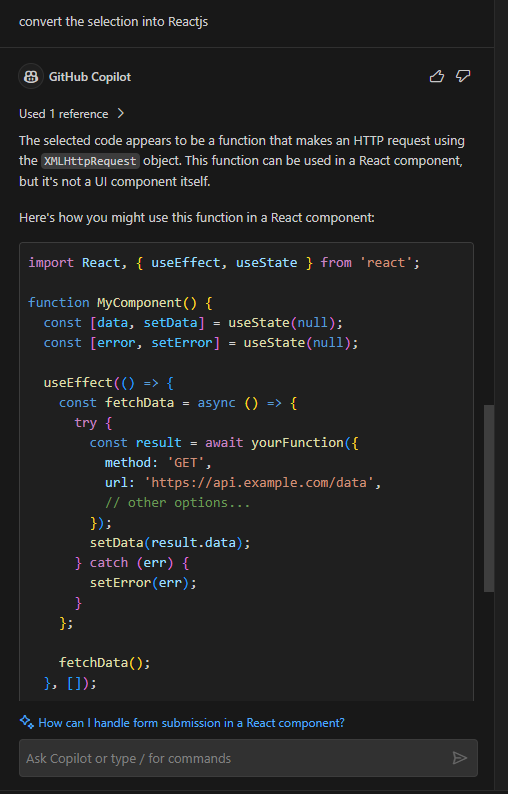 convert the selection into Reactjs
GitHub Copilot
Used 1 reference
The selected code appears to be a function that makes an HTTP request using
the XMLHttpRequest object. This function can be used in a React component,
but it's not a UI component itself.
Here's how you might use this function in a React component:
import React, { useEffect, useState } from 'react';
function MyComponent() {
  const [data, setData] = useState(null);
  const [error, setError] = useState(null);
  useEffect(() => {
    const fetchData = async () => {
      try {
        const result = await yourFunction({
          method: 'GET',
          url: 'https://api.example.com/data',
          // other options...
        });
        setData(result.data);
      } catch (err) {
        setError(err);
      }
    };
    fetchData();
  }, []);
How can I handle form submission in a React component?
Ask Copilot or type / for commands